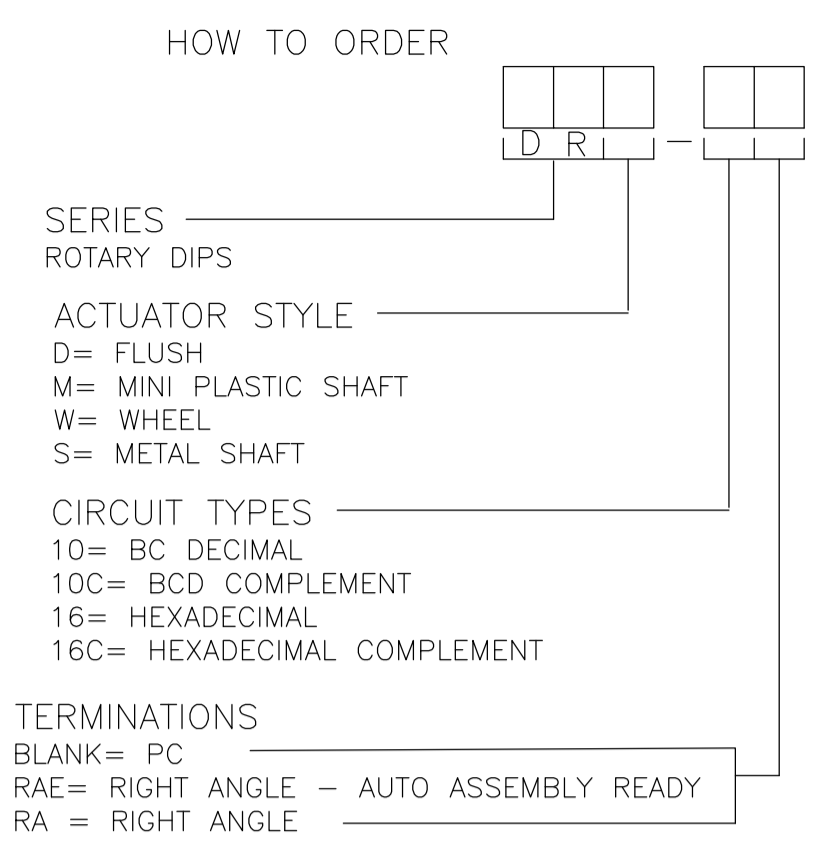 HOW TO ORDER
D R –
SERIES
ROTARY DIPS
ACTUATOR STYLE
D= FLUSH
M= MINI PLASTIC SHAFT
W= WHEEL
S= METAL SHAFT
CIRCUIT TYPES
10= BC DECIMAL
10C= BCD COMPLEMENT
16= HEXADECIMAL
16C= HEXADECIMAL COMPLEMENT
TERMINATIONS
BLANK= PC
RAE= RIGHT ANGLE – AUTO ASSEMBLY READY
RA = RIGHT ANGLE